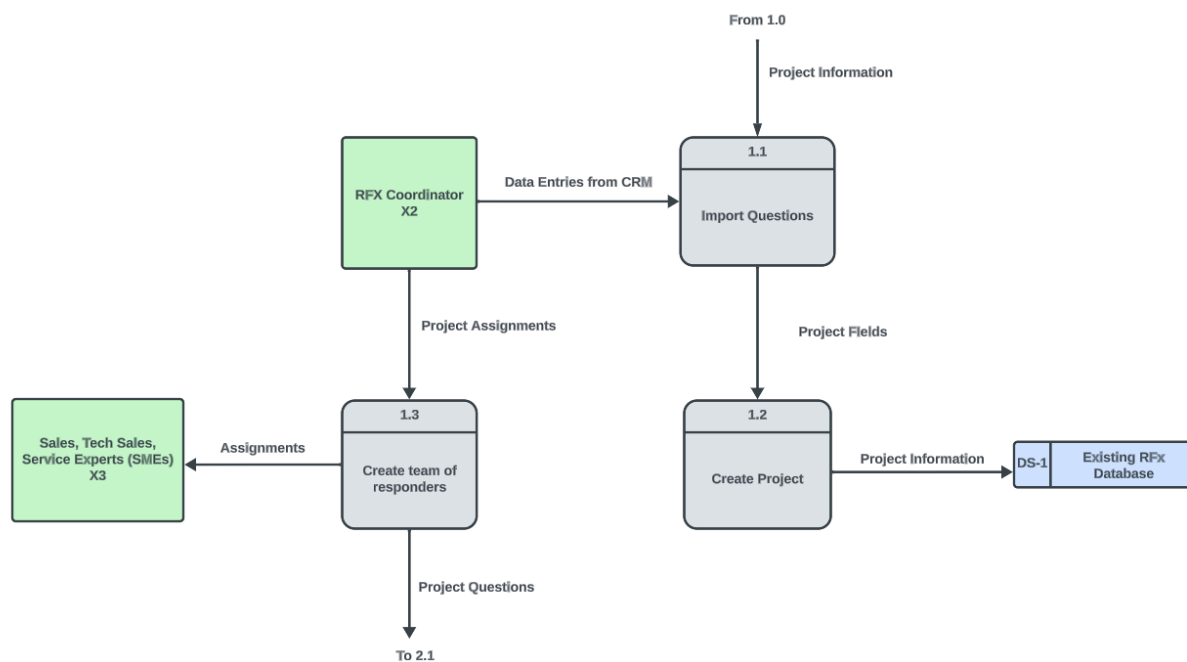 From 1.0
Project Information
1.1
Import Questions
RFX Coordinator
X2
Data Entries from CRM
Project Assignments
Project FIelds
1.3
Create team of
responders
1.2
Create Project
Sales, Tech Sales,
Service Experts (SMEs)
X3
Assignments
Project Information
DS-1
Existing RFx
Database
Project Questions
To 2.1